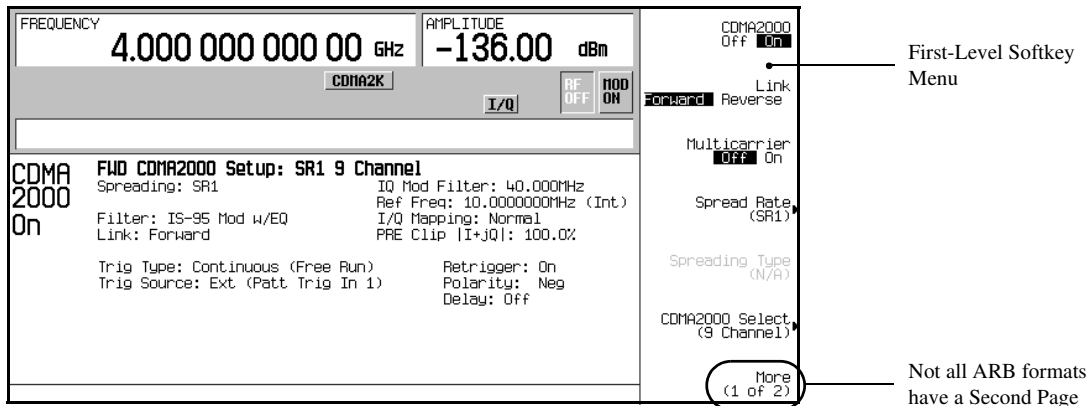 FREQUENCY
4.000 000 000 00 GHz
AMPLITUDE
-136.00 dBm
CDMA2K
I/Q
RF OFF
MOD ON
CDMA 2000 On
FWD CDMA2000 Setup: SR1 9 Channel
Spreading: SR1
IQ Mod Filter: 40.000MHz
Ref Freq: 10.0000000MHz (Int)
Filter: IS-95 Mod w/EQ
I/Q Mapping: Normal
Link: Forward
PRE Clip |I+jQ|: 100.0%
Trig Type: Continuous (Free Run)
Retrigger: On
Trig Source: Ext (Patt Trig In 1)
Polarity: Neg
Delay: Off
CDMA2000
Off On
Link
Forward Reverse
Multicarrier
Off On
Spread Rate
(SR1)
Spreading Type
(N/A)
CDMA2000 Select
(9 Channel)
More
(1 of 2)
First-Level Softkey
Menu
Not all ARB formats
have a Second Page